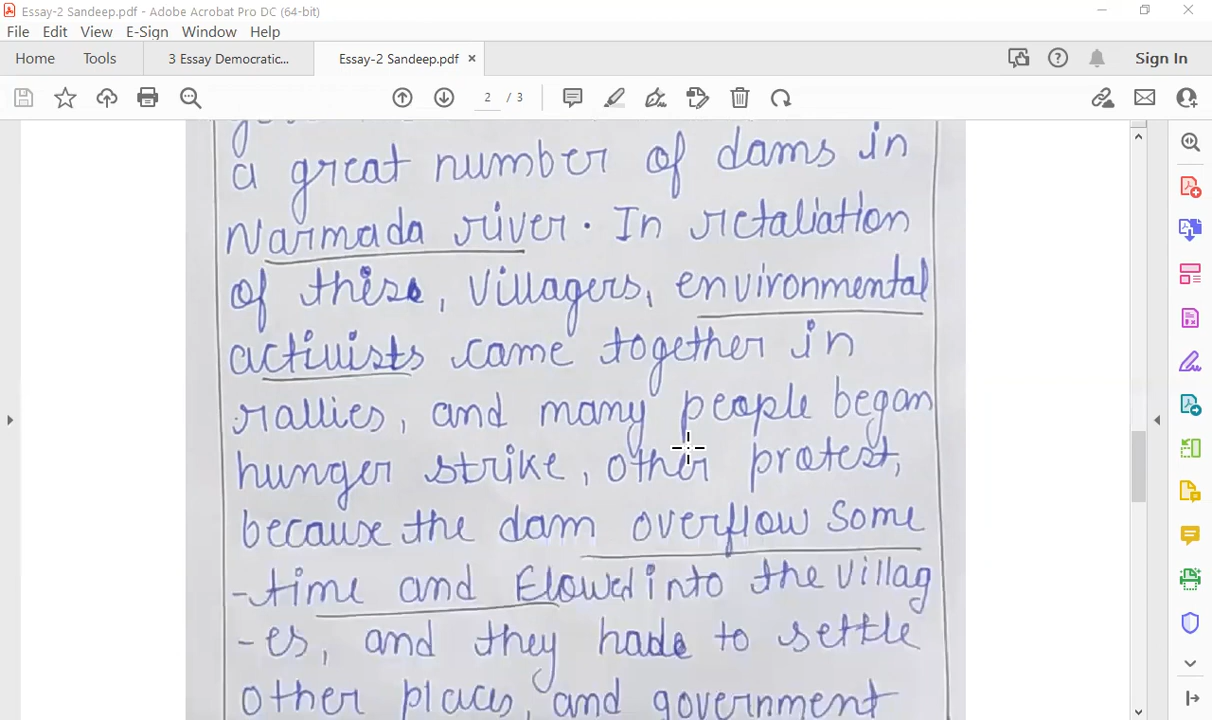 Essay-2 Sandeep.pdf - Adobe Acrobat Pro DC (64-bit)
File Edit View E-Sign Window Help
Home Tools 3 Essay Democratic... Essay-2 Sandeep.pdf × Sign In
2 / 3
a great number of dams in
Narmada river. In retaliation
of these, villagers, environmental
activists came together in
rallies, and many people began
hunger strike, other protest,
because the dam overflow some
-time and Flowed into the villag
-es, and they had to settle
other places, and government